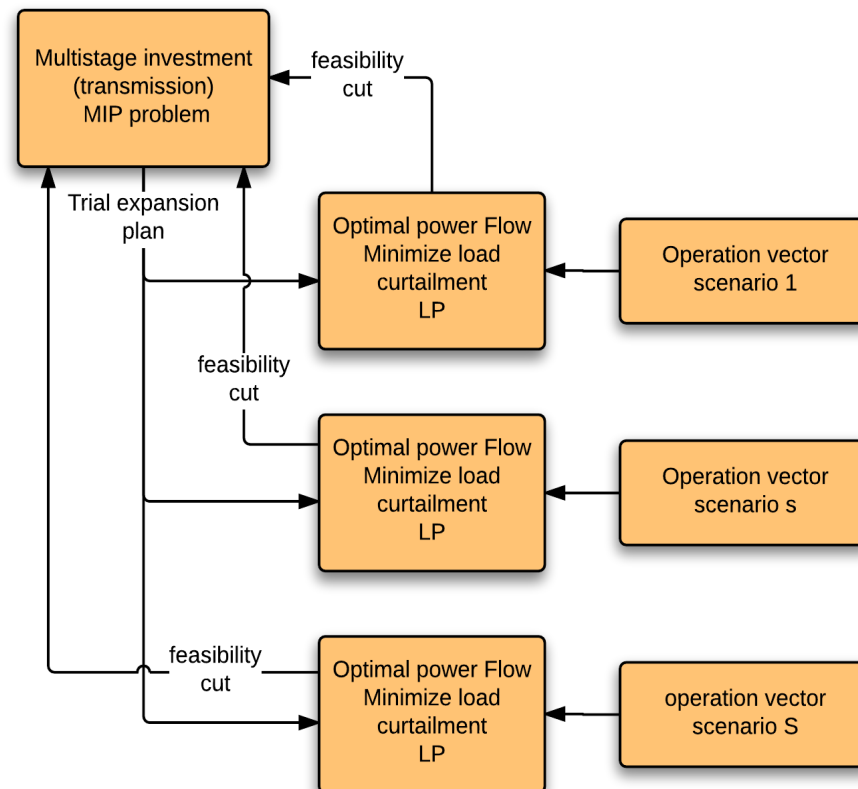 Multistage investment
(transmission)
MIP problem
feasibility
cut
Trial expansion
plan
Optimal power Flow
Minimize load
curtailment
LP
Operation vector
scenario 1
feasibility
cut
Optimal power Flow
Minimize load
curtailment
LP
Operation vector
scenario s
feasibility
cut
Optimal power Flow
Minimize load
curtailment
LP
operation vector
scenario S